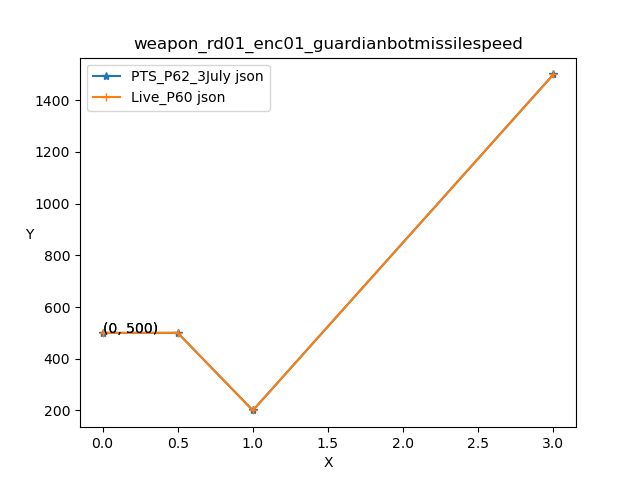 weapon_rd01_enc01_guardianbotmissilespeed
PTS_P62_3July json
Live_P60 json
1400
1200
1000
800
600
400
200
Y
(0, 500)
0.0 0.5 1.0 1.5 2.0 2.5 3.0
X